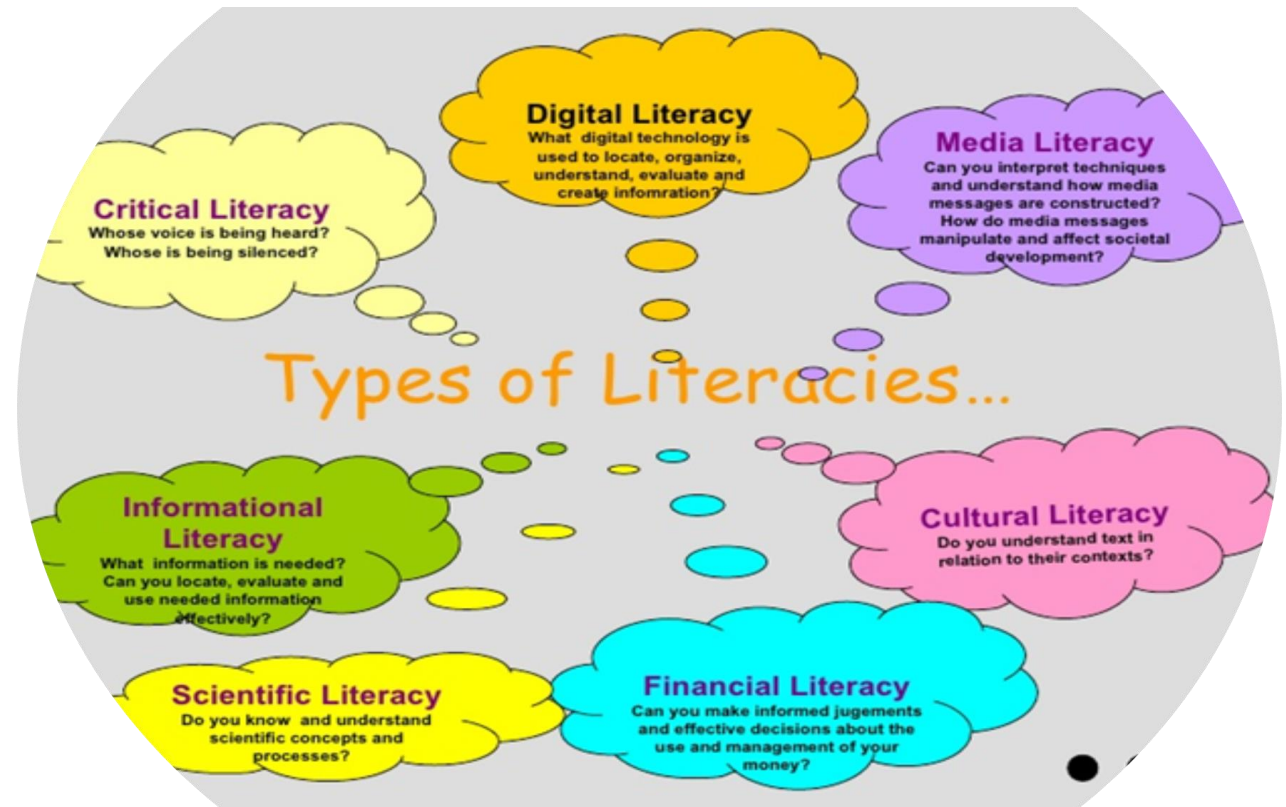 Digital Literacy
What digital technology is
used to locate, organize,
understand, evaluate and
create infomration?
Media Literacy
Can you interpret techniques
and understand how media
messages are constructed?
How do media messages
manipulate and affect societal
development?
Critical Literacy
Whose voice is being heard?
Whose is being silenced?
Types of Literacies...
Informational
Literacy
What information is needed?
Can you locate, evaluate and
use needed information
effectively?
Cultural Literacy
Do you understand text in
relation to their contexts?
Scientific Literacy
Do you know and understand
scientific concepts and
processes?
Financial Literacy
Can you make informed jugements
and effective decisions about the
use and management of your
money?